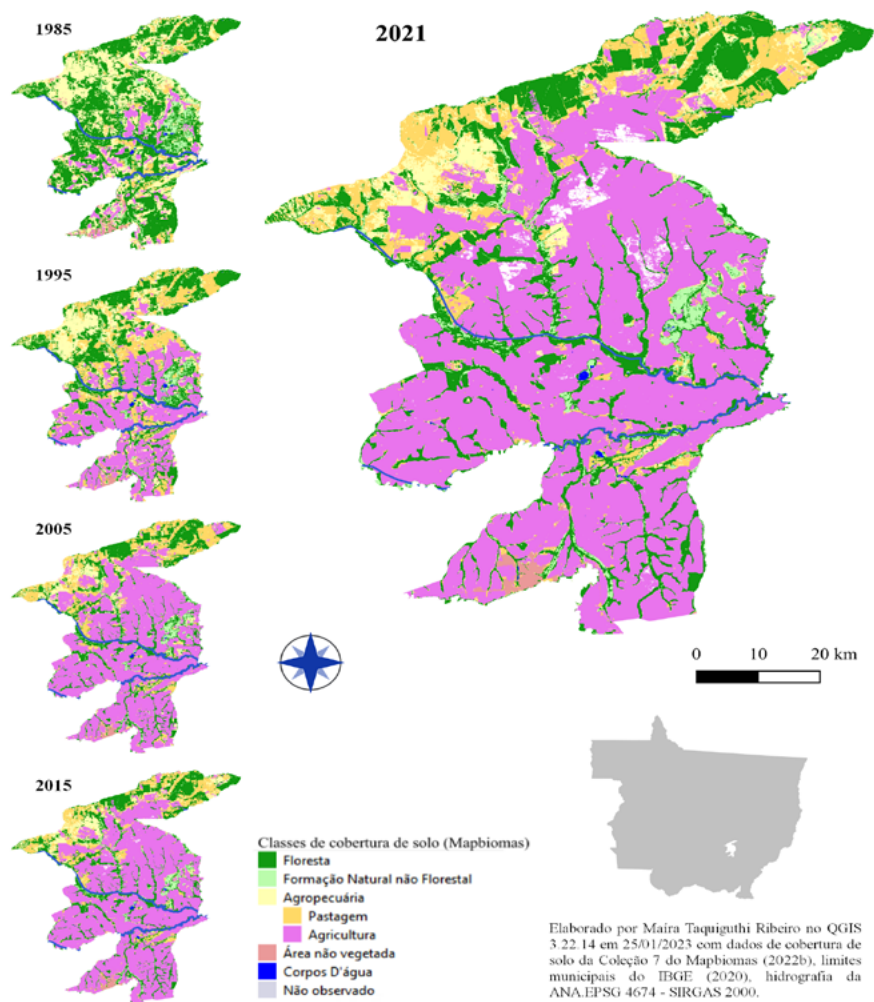 1985
2021
1995
2005
2015
0 10 20 km
Classes de cobertura de solo (Mapbiomas)
Floresta
Formação Natural não Florestal
Agropecuária
Pastagem
Agricultura
Área não vegetada
Corpos D'água
Não observado
Elaborado por Maíra Taquiguthi Ribeiro no QGIS
3.22.14 em 25/01/2023 com dados de cobertura de
solo da Coleção 7 do Mapbiomas (2022b), limites
municipais do IBGE (2020), hidrografia da
ANA.EPSG 4674 - SIRGAS 2000.